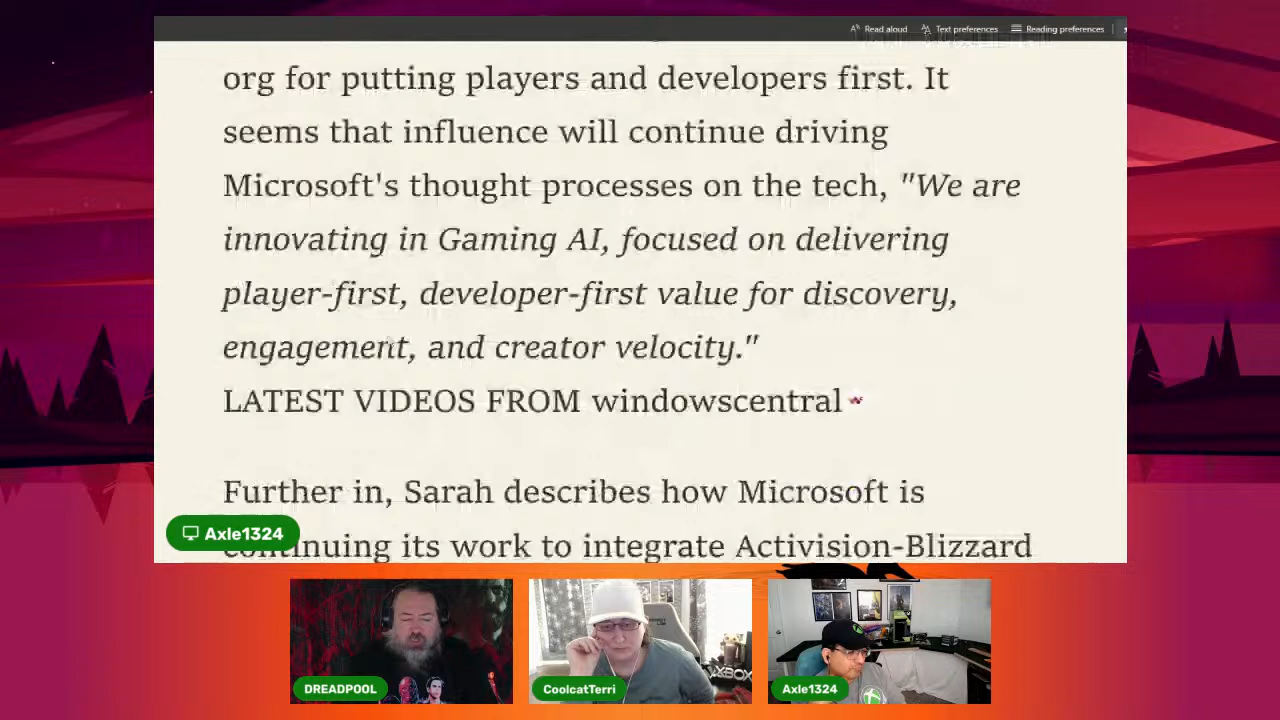 Read aloud Text preferences Reading preferences
org for putting players and developers first. It
seems that influence will continue driving
Microsoft's thought processes on the tech, "We are
innovating in Gaming AI, focused on delivering
player-first, developer-first value for discovery,
engagement, and creator velocity."
LATEST VIDEOS FROM windowscentral
Further in, Sarah describes how Microsoft is
continuing its work to integrate Activision-Blizzard
Axle1324
DREADPOOL
CoolcatTerri
XBOX
Axle1324